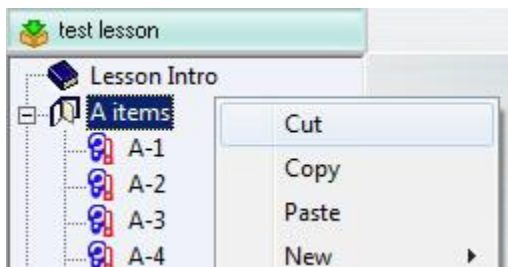 test lesson
Lesson Intro
A items
A-1
A-2
A-3
A-4
Cut
Copy
Paste
New